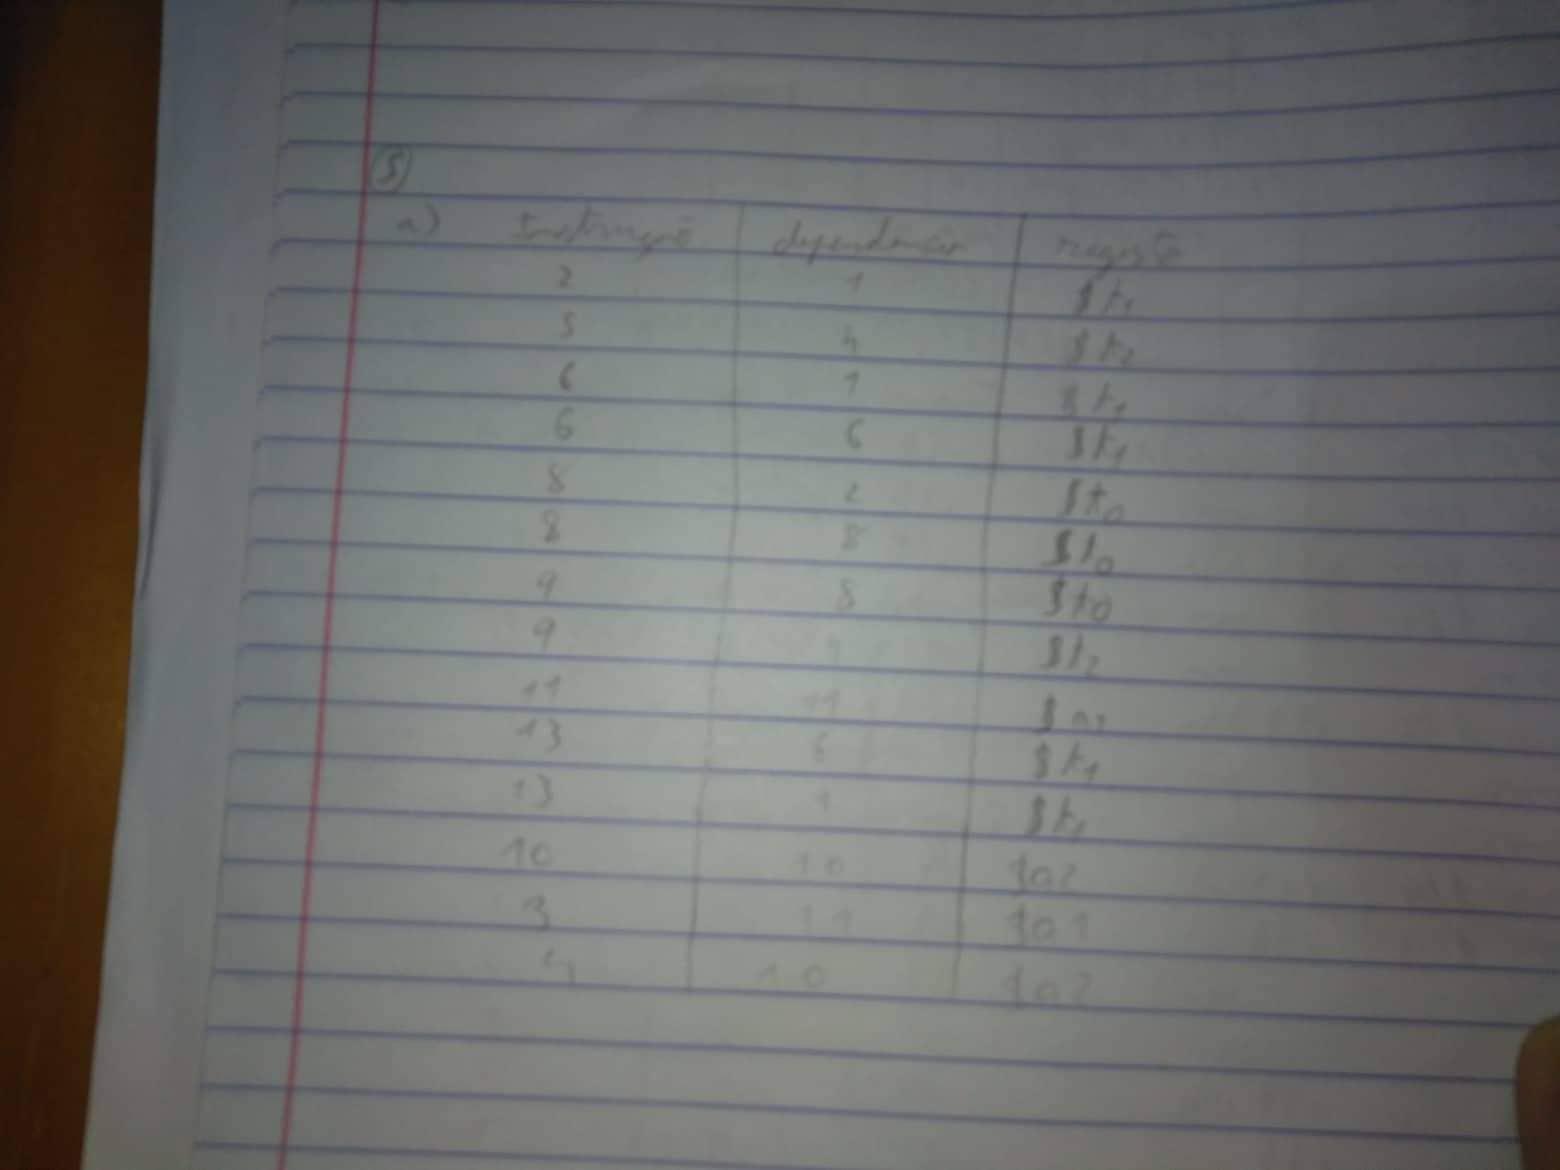 5)
a) Instrução dependência registo
2 1 $t1
5 4 $t2
6 1 $t1
6 6 $t1
8 2 $t0
8 8 $t0
9 8 $t0
9 $t2
11 11 $a1
13 6 $t1
13 1 $t1
10 10 $a2
3 11 $a1
4 10 $a2